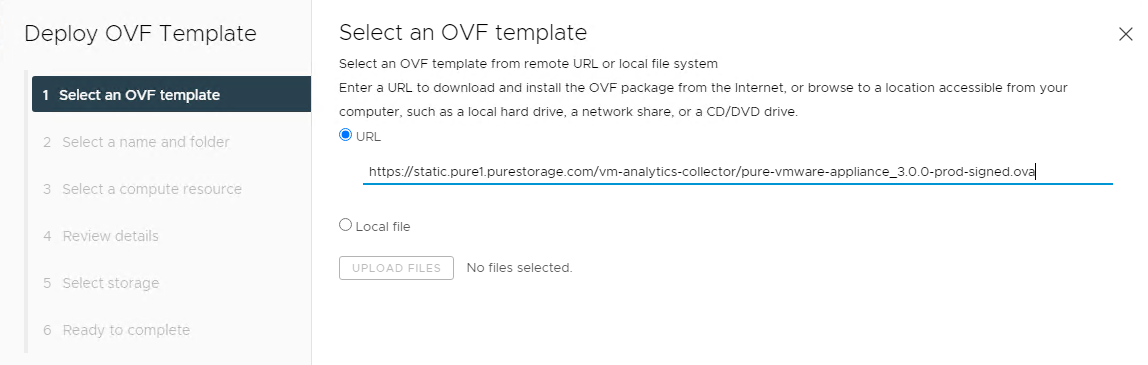 Deploy OVF Template
1 Select an OVF template
2 Select a name and folder
3 Select a compute resource
4 Review details
5 Select storage
6 Ready to complete
Select an OVF template
Select an OVF template from remote URL or local file system
Enter a URL to download and install the OVF package from the Internet, or browse to a location accessible from your
computer, such as a local hard drive, a network share, or a CD/DVD drive.
URL
https://static.pure1.purestorage.com/vm-analytics-collector/pure-vmware-appliance_3.0.0-prod-signed.ova
Local file
UPLOAD FILES No files selected.